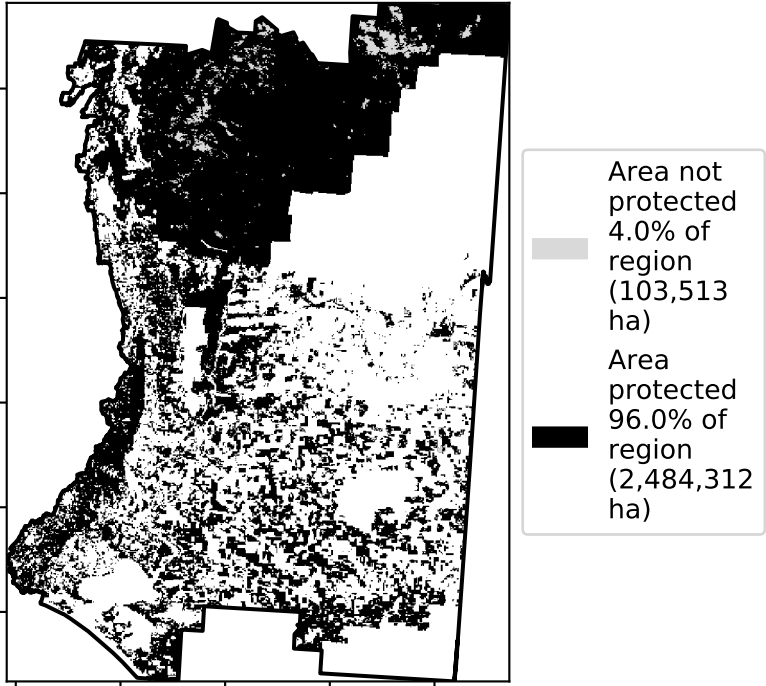 Area not
protected
4.0% of
region
(103,513
ha)
Area
protected
96.0% of
region
(2,484,312
ha)